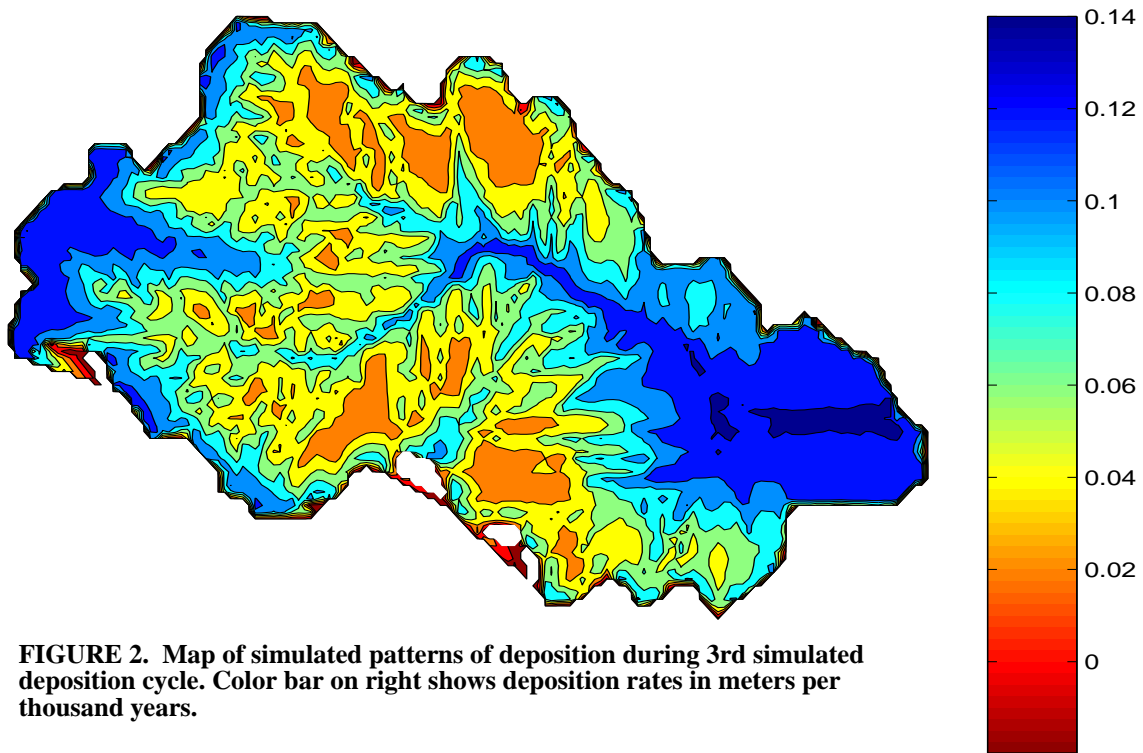 0.14
0.12
0.1
0.08
0.06
0.04
0.02
0
FIGURE 2. Map of simulated patterns of deposition during 3rd simulated
deposition cycle. Color bar on right shows deposition rates in meters per
thousand years.